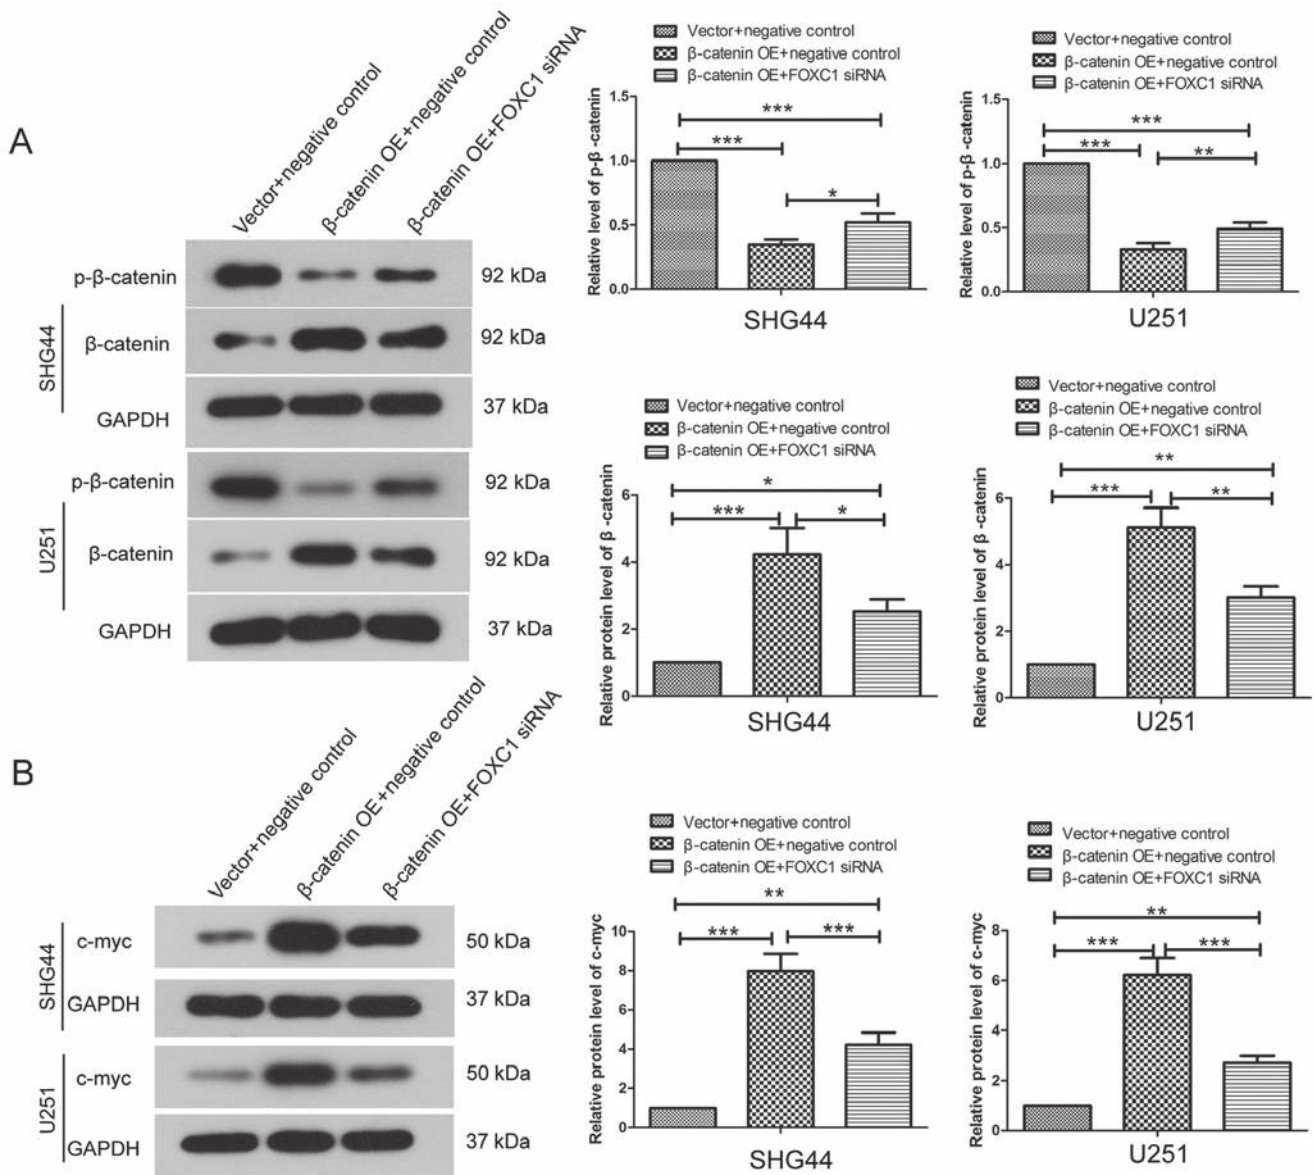 A
Vector+negative control
β-catenin OE+negative control
β-catenin OE+FOXC1 siRNA
SHG44
p-β-catenin
92 kDa
β-catenin
92 kDa
GAPDH
37 kDa
U251
p-β-catenin
92 kDa
β-catenin
92 kDa
GAPDH
37 kDa
Vector+negative control
β-catenin OE+negative control
β-catenin OE+FOXC1 siRNA
Relative level of p-β -catenin
1.5
1.0
0.5
0.0
***
***
*
SHG44
Vector+negative control
β-catenin OE+negative control
β-catenin OE+FOXC1 siRNA
Relative level of p-β -catenin
1.5
1.0
0.5
0.0
***
***
**
U251
Vector+negative control
β-catenin OE+negative control
β-catenin OE+FOXC1 siRNA
Relative protein level of β -catenin
6
4
2
0
*
***
*
SHG44
Vector+negative control
β-catenin OE+negative control
β-catenin OE+FOXC1 siRNA
Relative protein level of β -catenin
6
4
2
0
**
***
**
U251
B
Vector+negative control
β-catenin OE+negative control
β-catenin OE+FOXC1 siRNA
SHG44
c-myc
50 kDa
GAPDH
37 kDa
U251
c-myc
50 kDa
GAPDH
37 kDa
Vector+negative control
β-catenin OE+negative control
β-catenin OE+FOXC1 siRNA
Relative protein level of c-myc
10
8
6
4
2
0
**
***
***
SHG44
Vector+negative control
β-catenin OE+negative control
β-catenin OE+FOXC1 siRNA
Relative protein level of c-myc
8
6
4
2
0
**
***
***
U251